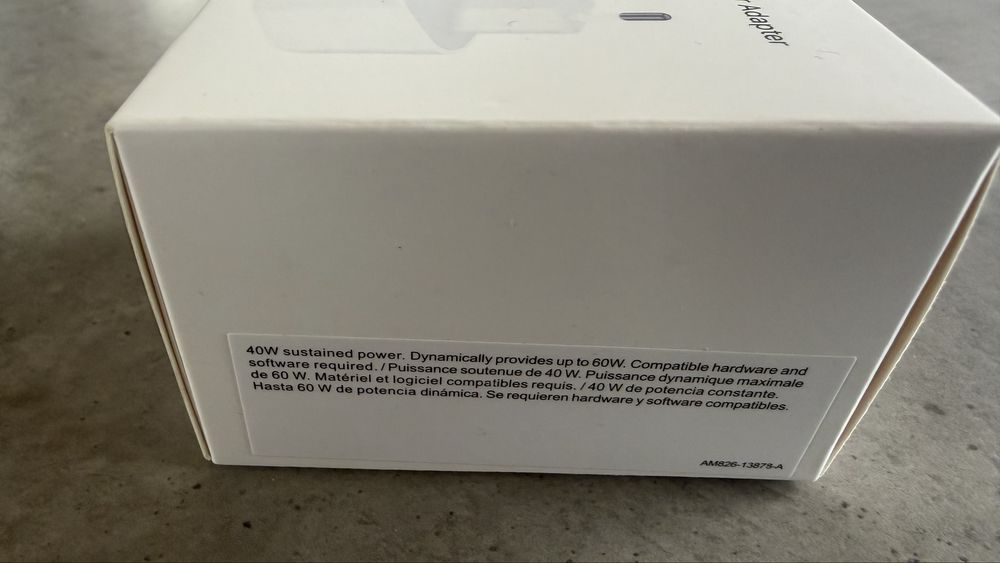 Adapter
40W sustained power. Dynamically provides up to 60W. Compatible hardware and
software required. / Puissance soutenue de 40 W. Puissance dynamique maximale
de 60 W. Matériel et logiciel compatibles requis. / 40 W de potencia constante.
Hasta 60 W de potencia dinámica. Se requieren hardware y software compatibles.
AM826-13878-A